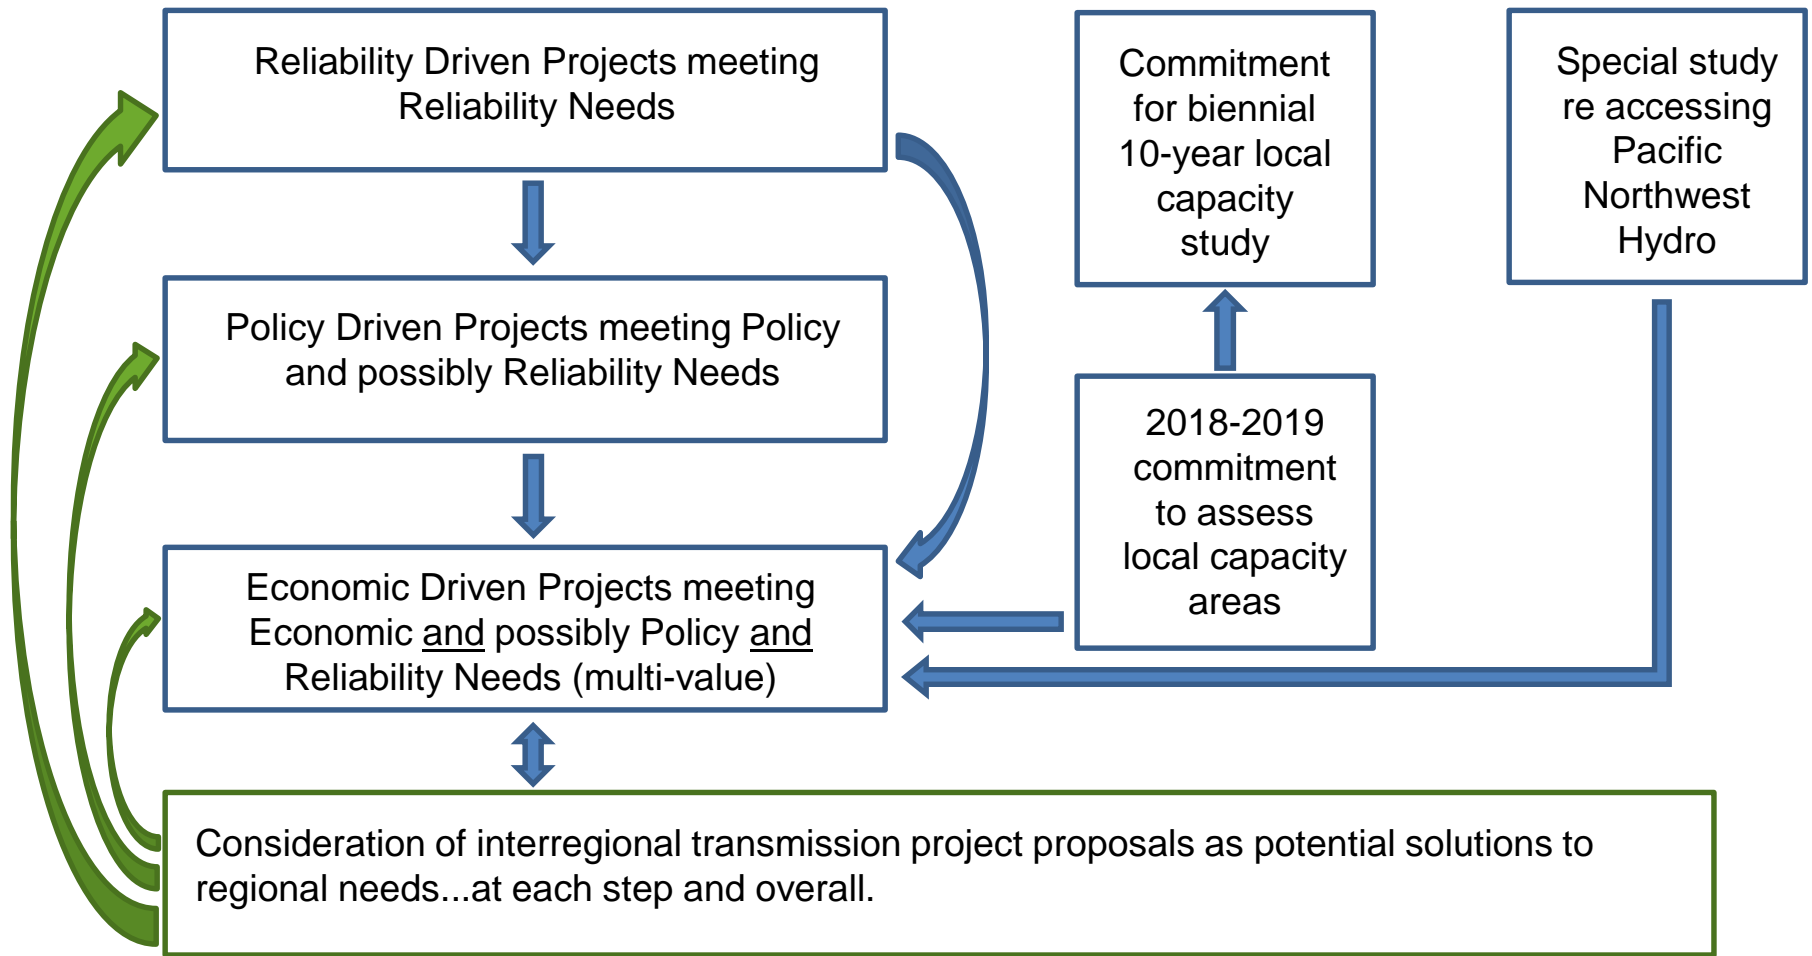 Reliability Driven Projects meeting
Reliability Needs
Commitment
for biennial
10-year local
capacity
study
Special study
re accessing
Pacific
Northwest
Hydro
Policy Driven Projects meeting Policy
and possibly Reliability Needs
2018-2019
commitment
to assess
local capacity
areas
Economic Driven Projects meeting
Economic and possibly Policy and
Reliability Needs (multi-value)
Consideration of interregional transmission project proposals as potential solutions to
regional needs...at each step and overall.